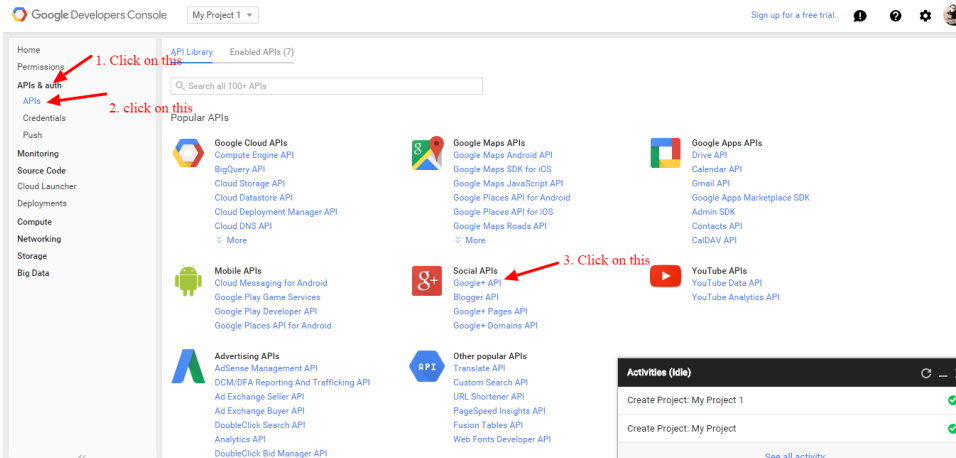 Google Developers Console
My Project 1
Sign up for a free trial.
Home
Permissions
APIs & auth
APIs
Credentials
Push
Monitoring
Source Code
Cloud Launcher
Deployments
Compute
Networking
Storage
Big Data
1. Click on this
2. click on this
API Library
Enabled APIs (7)
Search all 100+ APIs
Popular APIs
Google Cloud APIs
Compute Engine API
BigQuery API
Cloud Storage API
Cloud Datastore API
Cloud Deployment Manager API
Cloud DNS API
More
Google Maps APIs
Google Maps Android API
Google Maps SDK for iOS
Google Maps JavaScript API
Google Places API for Android
Google Places API for iOS
Google Maps Roads API
More
Google Apps APIs
Drive API
Calendar API
Gmail API
Google Apps Marketplace SDK
Admin SDK
Contacts API
CalDAV API
Mobile APIs
Cloud Messaging for Android
Google Play Game Services
Google Play Developer API
Google Places API for Android
8+
Social APIs
Google+ API
Blogger API
Google+ Pages API
Google+ Domains API
3. Click on this
YouTube APIs
YouTube Data API
YouTube Analytics API
Advertising APIs
AdSense Management API
DCM/DFA Reporting And Trafficking API
Ad Exchange Seller API
Ad Exchange Buyer API
DoubleClick Search API
Analytics API
DoubleClick Bid Manager API
API
Other popular APIs
Translate API
Custom Search API
URL Shortener API
PageSpeed Insights API
Fusion Tables API
Web Fonts Developer API
Activities (Idle)
Create Project: My Project 1
Create Project: My Project
See all activity